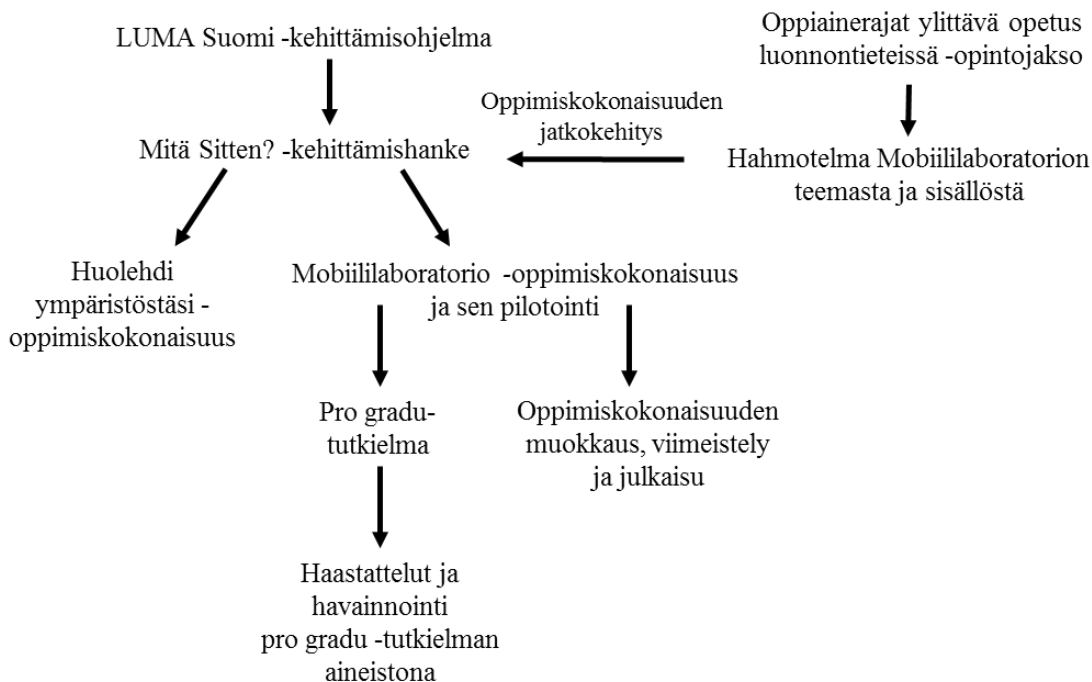 LUMA Suomi -kehittämisohjelma
Oppiainerajat ylittävä opetus
luonnontieteissä -opintojakso
Oppimiskokonaisuuden
jatkokehitys
Mitä Sitten? -kehittämishanke
Hahmotelma Mobiililaboratorion
teemasta ja sisällöstä
Huolehdi
ympäristöstäsi -
oppimiskokonaisuus
Mobiililaboratorio -oppimiskokonaisuus
ja sen pilotointi
Pro gradu-
tutkielma
Oppimiskokonaisuuden
muokkaus, viimeistely
ja julkaisu
Haastattelut ja
havainnointi
pro gradu -tutkielman
aineistona